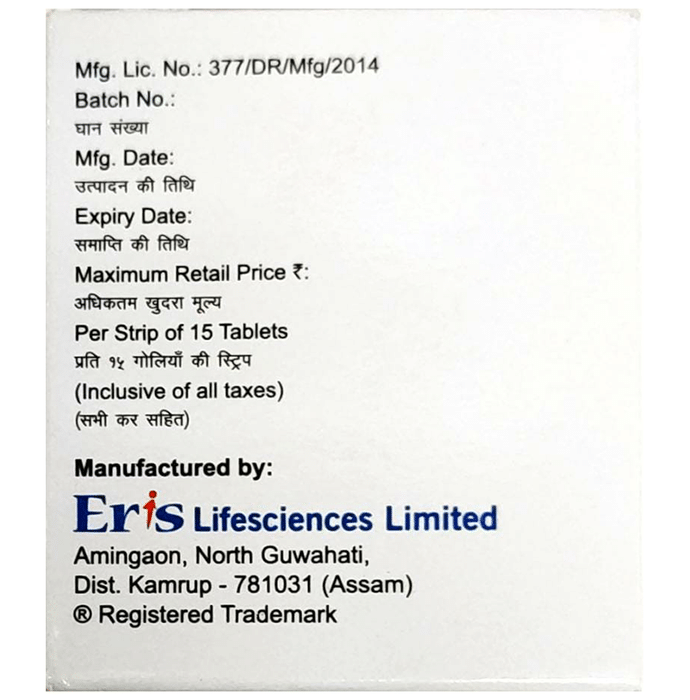 Mfg. Lic. No.: 377/DR/Mfg/2014
Batch No.:
घान संख्या
Mfg. Date:
उत्पादन की तिथि
Expiry Date:
समाप्ति की तिथि
Maximum Retail Price ₹:
अधिकतम खुदरा मूल्य
Per Strip of 15 Tablets
प्रति १५ गोलियाँ की स्ट्रिप
(Inclusive of all taxes)
(सभी कर सहित)
Manufactured by:
Eris Lifesciences Limited
Amingaon, North Guwahati,
Dist. Kamrup - 781031 (Assam)
® Registered Trademark